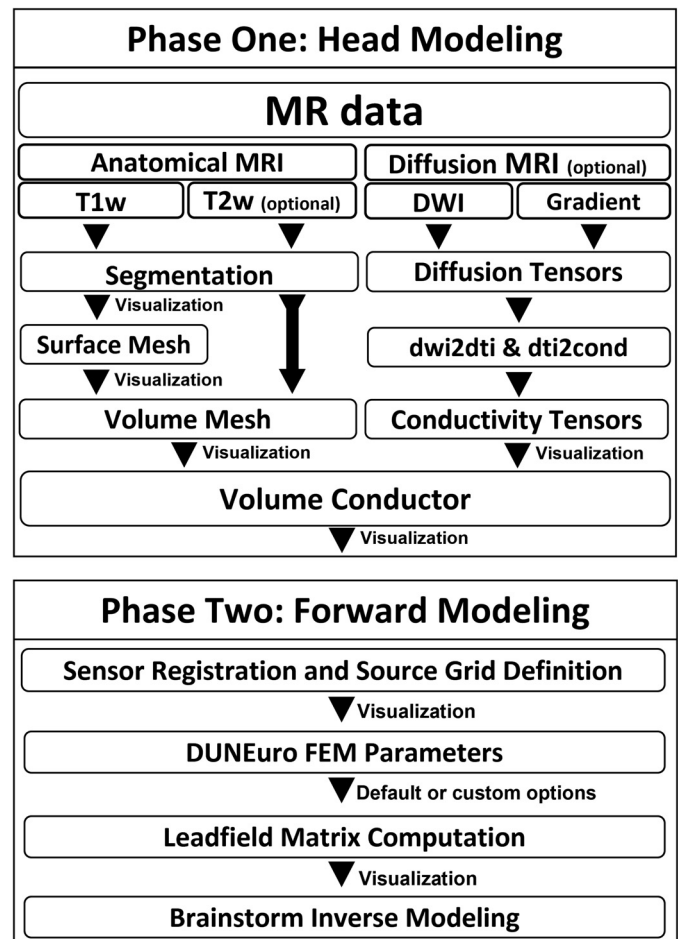 Phase One: Head Modeling
MR data
Anatomical MRI
Diffusion MRI (optional)
T1w
T2w (optional)
DWI
Gradient
Segmentation
Diffusion Tensors
Visualization
Surface Mesh
dwi2dti & dti2cond
Visualization
Volume Mesh
Conductivity Tensors
Visualization
Visualization
Volume Conductor
Visualization
Phase Two: Forward Modeling
Sensor Registration and Source Grid Definition
Visualization
DUNEuro FEM Parameters
Default or custom options
Leadfield Matrix Computation
Visualization
Brainstorm Inverse Modeling